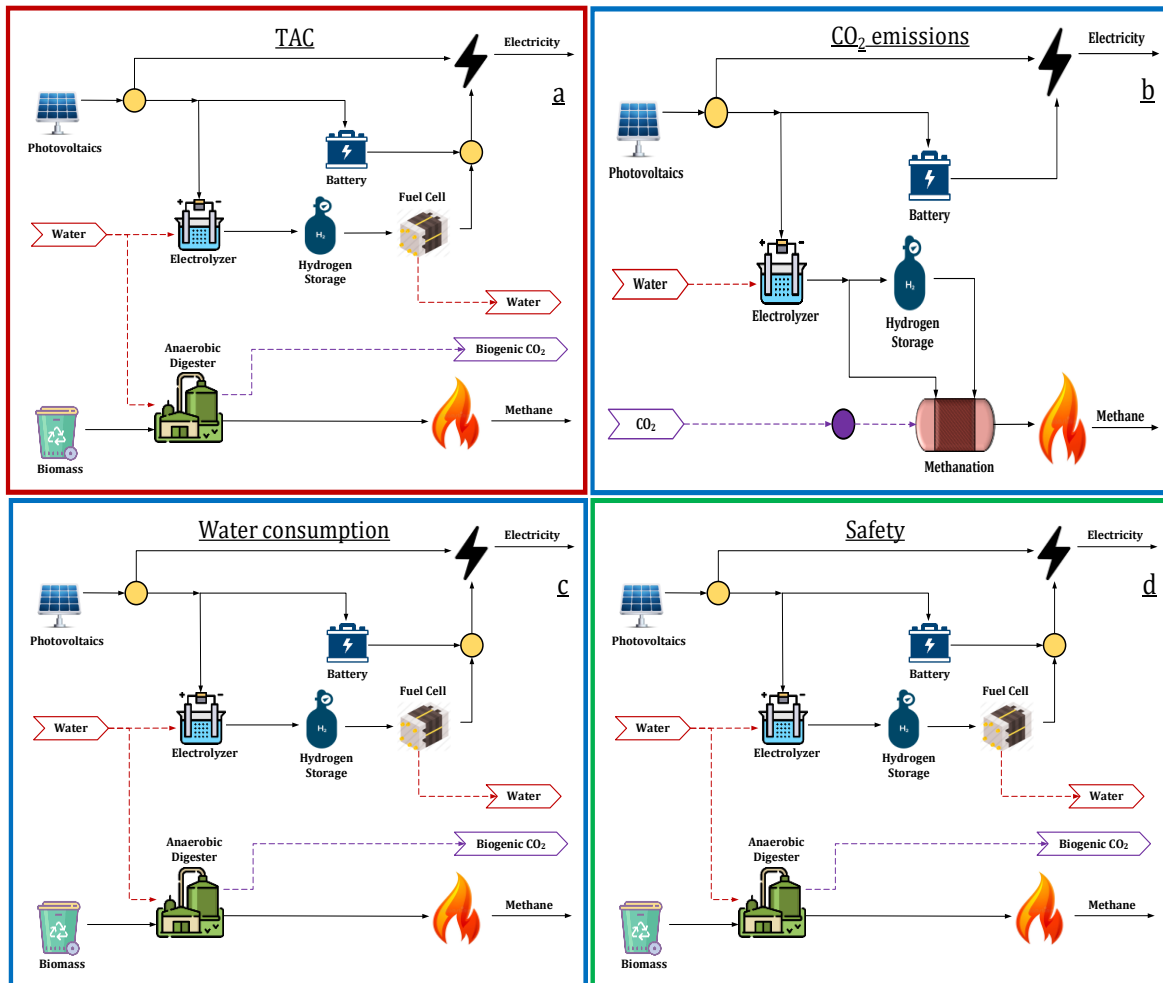 TAC
Electricity
a
Photovoltaics
Battery
Fuel Cell
+ -
Water
Electrolyzer
H₂
Hydrogen
Storage
Water
Anaerobic
Digester
Biogenic CO₂
Methane
Biomass
CO₂ emissions
Electricity
b
Photovoltaics
Battery
+ -
Water
Electrolyzer
H₂
Hydrogen
Storage
CO₂
Methanation
Methane
Water consumption
Electricity
c
Photovoltaics
Battery
Fuel Cell
+ -
Water
Electrolyzer
H₂
Hydrogen
Storage
Water
Anaerobic
Digester
Biogenic CO₂
Methane
Biomass
Safety
Electricity
d
Photovoltaics
Battery
Fuel Cell
+ -
Water
Electrolyzer
H₂
Hydrogen
Storage
Water
Anaerobic
Digester
Biogenic CO₂
Methane
Biomass